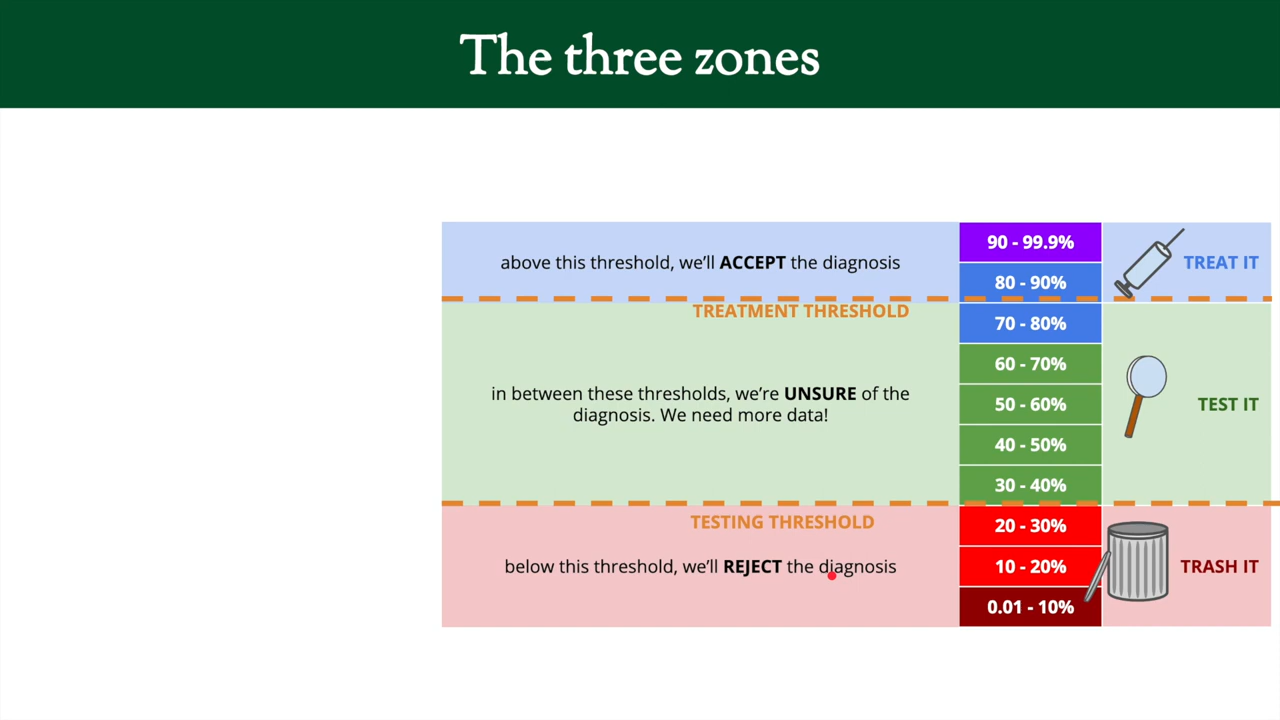 The three zones
above this threshold, we’ll ACCEPT the diagnosis
90 - 99.9%
80 - 90%
TREAT IT
TREATMENT THRESHOLD
70 - 80%
60 - 70%
in between these thresholds, we’re UNSURE of the
diagnosis. We need more data!
50 - 60%
40 - 50%
30 - 40%
TEST IT
TESTING THRESHOLD
20 - 30%
below this threshold, we’ll REJECT the diagnosis
10 - 20%
0.01 - 10%
TRASH IT